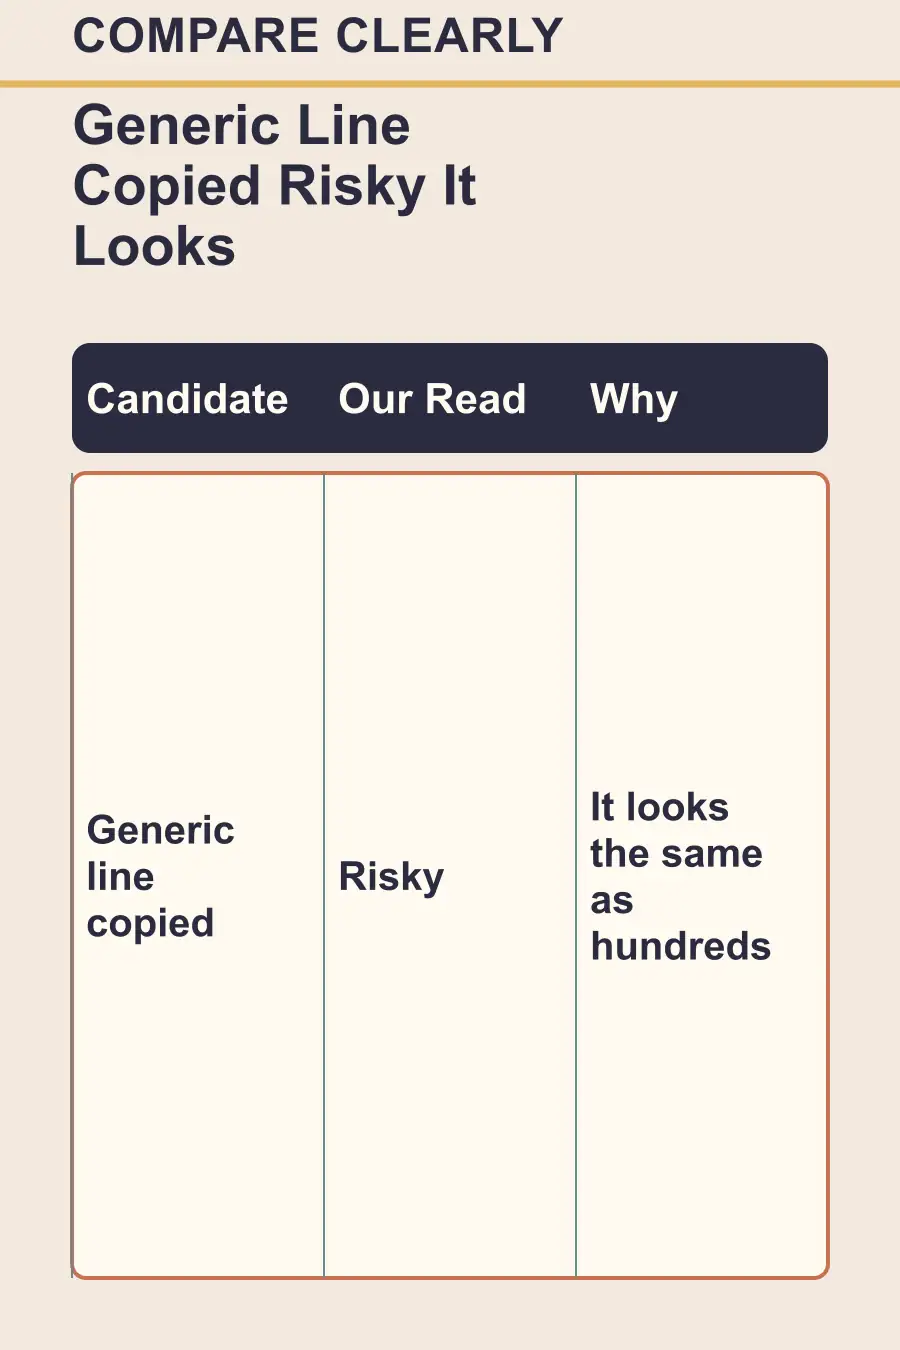 COMPARE CLEARLY
Generic Line
Copied Risky It
Looks
Candidate Our Read Why
Generic
line
copied
Risky
It looks
the same
as
hundreds